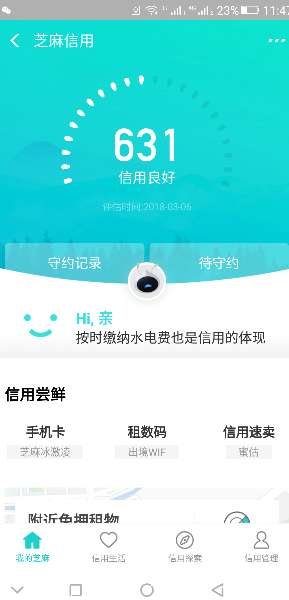 23% 11:47
芝麻信用
631
信用良好
评估时间:2018-03-06
守约记录 待守约
Hi, 亲
按时缴纳水电费也是信用的体现
信用尝鲜
手机卡 租数码 信用速卖
芝麻冰激凌 出境WIF 蜜估
附近免押租物
我的芝麻 信用生活 信用探索 信用管理